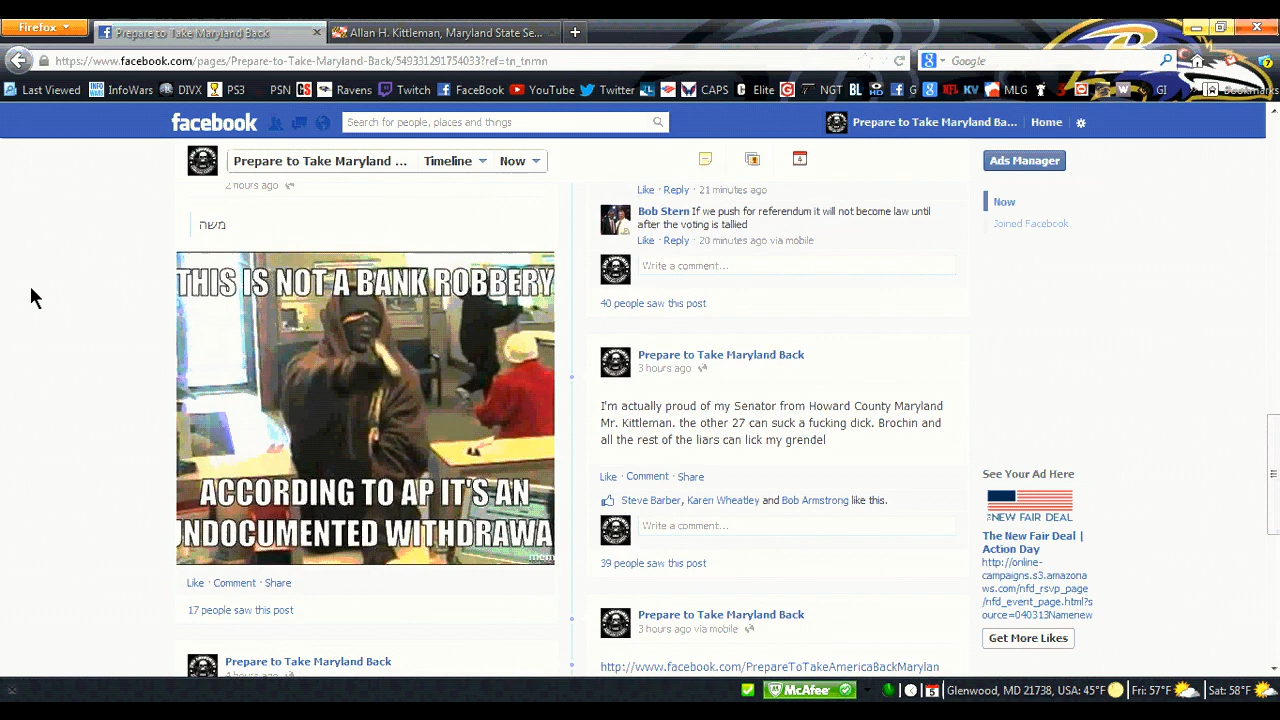 Firefox
Prepare to Take Maryland Back
Allan H. Kittleman, Maryland State Se...
https://www.facebook.com/pages/Prepare-to-Take-Maryland-Back/549331291754033?ref=tn_tnmn
Google
Last Viewed InfoWars DIVX PS3 PSN Ravens Twitch FaceBook YouTube Twitter CAPS Elite NGT G MLG GI Bookmarks
facebook
Search for people, places and things
Prepare to Take Maryland Ba...
Home
Prepare to Take Maryland ...
Timeline
Now
2 hours ago
משה
THIS IS NOT A BANK ROBBERY
ACCORDING TO AP IT'S AN
UNDOCUMENTED WITHDRAWA
Like · Comment · Share
17 people saw this post
Prepare to Take Maryland Back
Like · Reply · 21 minutes ago
Bob Stern If we push for referendum it will not become law until
after the voting is tallied
Like · Reply · 20 minutes ago via mobile
Write a comment...
40 people saw this post
Prepare to Take Maryland Back
3 hours ago
I'm actually proud of my Senator from Howard County Maryland
Mr. Kittleman. the other 27 can suck a fucking dick. Brochin and
all the rest of the liars can lick my grendel
Like · Comment · Share
Steve Barber, Karen Wheatley and Bob Armstrong like this.
Write a comment...
39 people saw this post
Prepare to Take Maryland Back
3 hours ago via mobile
http://www.facebook.com/PrepareToTakeAmericaBackMarylan
Ads Manager
Now
Joined Facebook
See Your Ad Here
NEW FAIR DEAL
The New Fair Deal |
Action Day
http://online-
campaigns.s3.amazona
ws.com/nfd_rsvp_page
/nfd_event_page.html?s
ource=040313Namenew
Get More Likes
McAfee
Glenwood, MD 21738, USA: 45°F
Fri: 57°F
Sat: 58°F